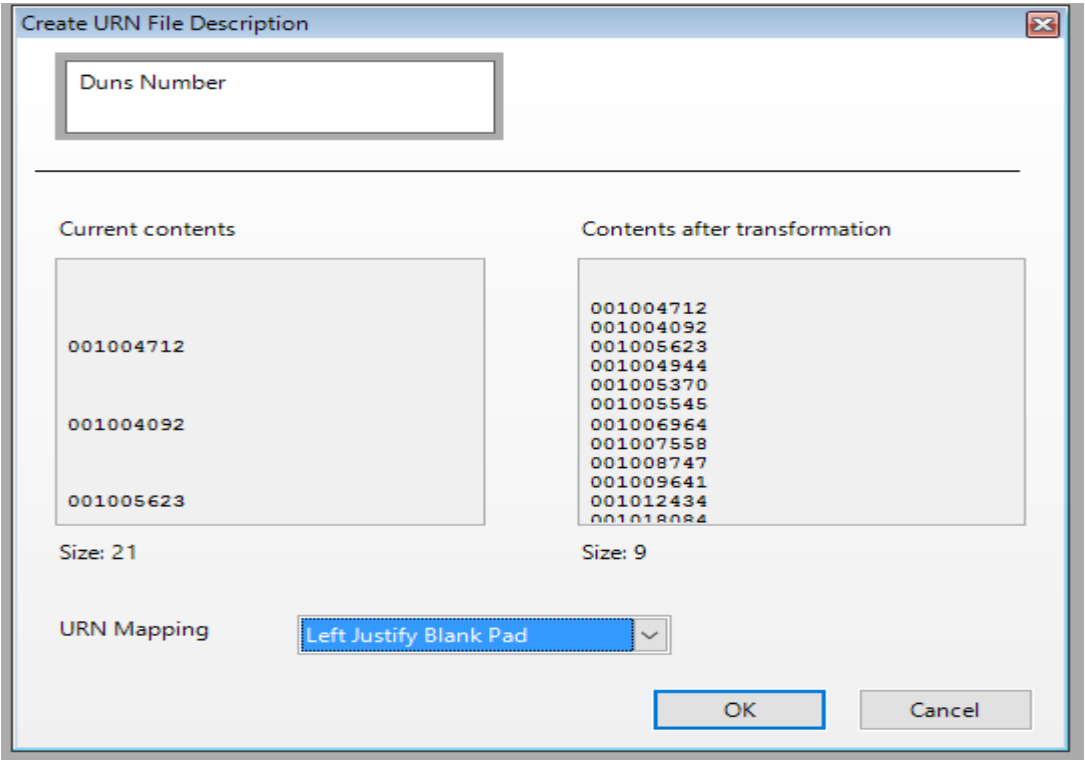 Create URN File Description
Duns Number
Current contents
001004712
001004092
001005623
Size: 21
Contents after transformation
001004712
001004092
001005623
001004944
001005370
001005545
001006964
001007558
001008747
001009641
001012434
001018084
Size: 9
URN Mapping
Left Justify Blank Pad
OK
Cancel